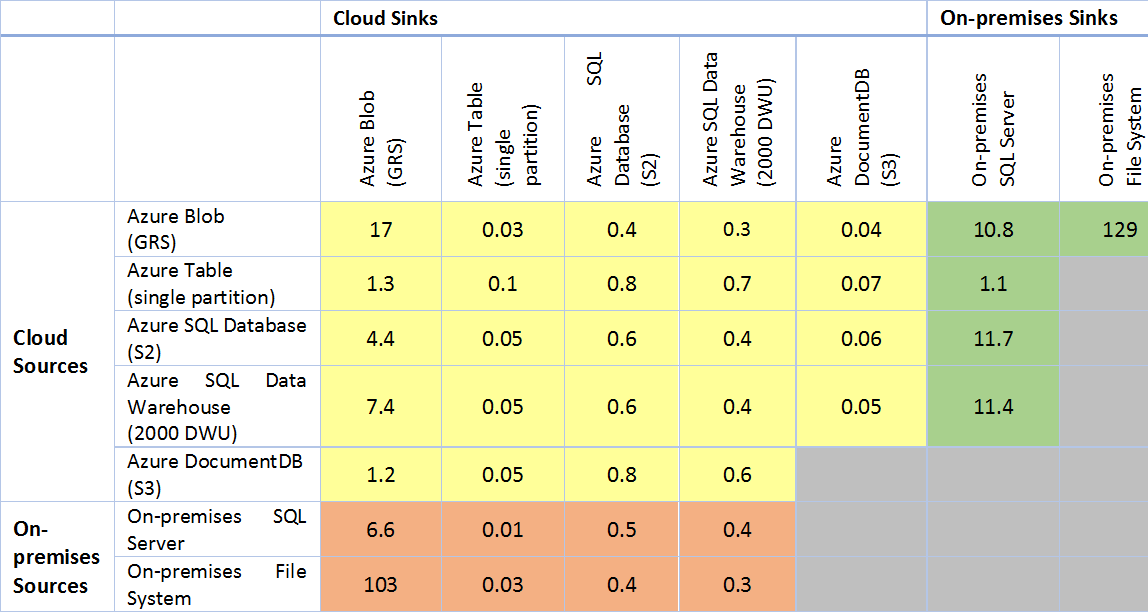 Cloud Sinks
On-premises Sinks
Azure Blob
(GRS)
Azure Table
(single
partition)
Azure SQL
Database
(S2)
Azure SQL Data
Warehouse
(2000 DWU)
Azure
DocumentDB
(S3)
On-premises
SQL Server
On-premises
File System
Cloud
Sources
Azure Blob
(GRS)
17 0.03 0.4 0.3 0.04 10.8 129
Azure Table
(single partition)
1.3 0.1 0.8 0.7 0.07 1.1
Azure SQL Database
(S2)
4.4 0.05 0.6 0.4 0.06 11.7
Azure SQL Data
Warehouse
(2000 DWU)
7.4 0.05 0.6 0.4 0.05 11.4
Azure DocumentDB
(S3)
1.2 0.05 0.8 0.6
On-
premises
Sources
On-premises SQL
Server
6.6 0.01 0.5 0.4
On-premises File
System
103 0.03 0.4 0.3